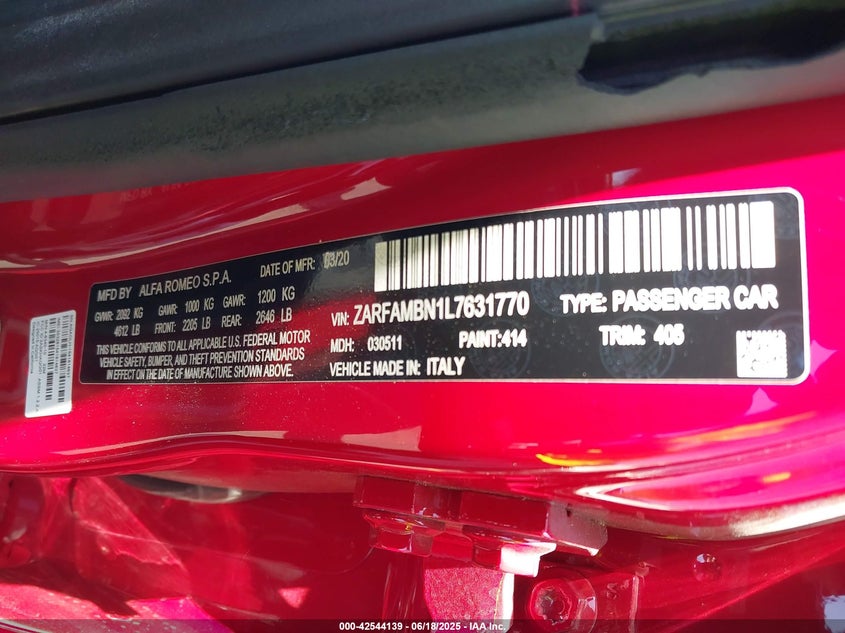 MFD BY ALFA ROMEO S.P.A. DATE OF MFR: 03/20
GVWR: 2092 KG GAWR: 1000 KG GAWR: 1200 KG
4612 LB FRONT: 2205 LB REAR: 2646 LB
THIS VEHICLE CONFORMS TO ALL APPLICABLE U.S. FEDERAL MOTOR
VEHICLE SAFETY, BUMPER, AND THEFT PREVENTION STANDARDS
IN EFFECT ON THE DATE OF MANUFACTURE SHOWN ABOVE.
VIN: ZARFAMBN1L7631770 TYPE: PASSENGER CAR
MDH: 030511 PAINT: 414 TRIM: 405
VEHICLE MADE IN: ITALY
000-42544139 - 06/18/2025 - IAA Inc.